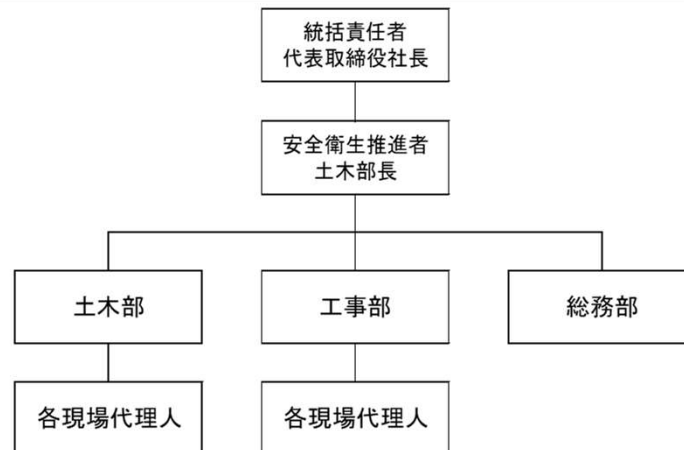 統括責任者
代表取締役社長
安全衛生推進者
土木部長
土木部
工事部
総務部
各現場代理人
各現場代理人